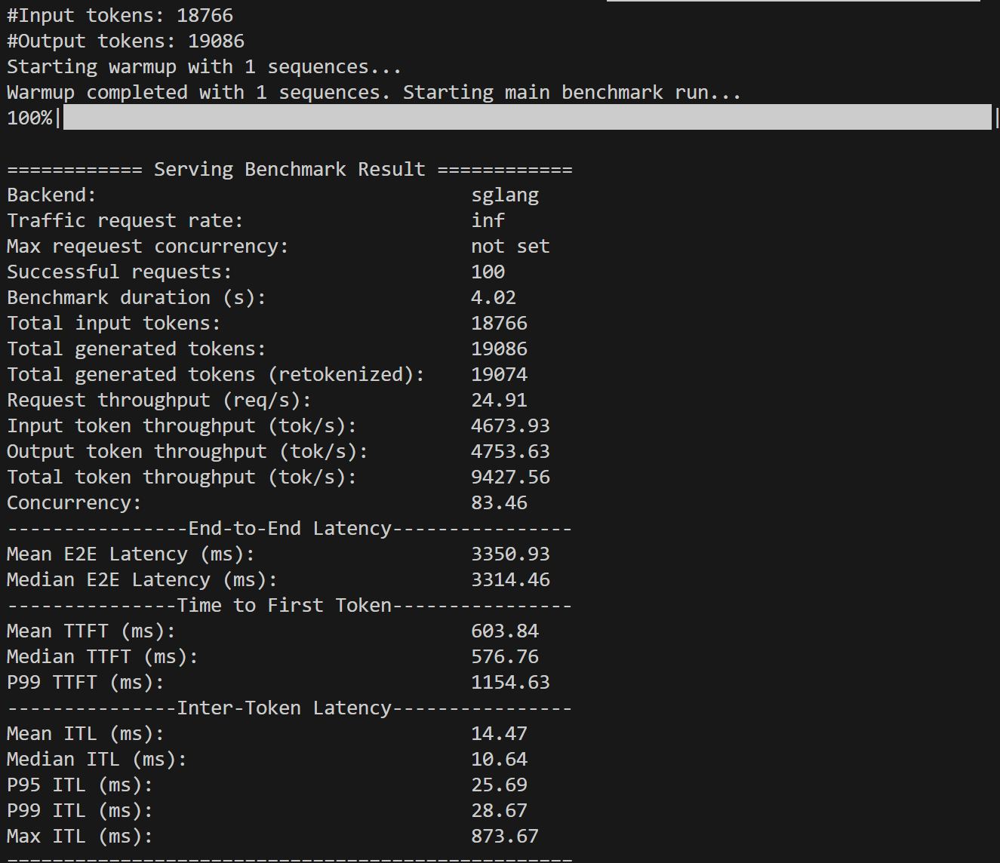 #Input tokens: 18766
#Output tokens: 19086
Starting warmup with 1 sequences...
Warmup completed with 1 sequences. Starting main benchmark run...
100%| |
============ Serving Benchmark Result ============
Backend: sglang
Traffic request rate: inf
Max reqeuest concurrency: not set
Successful requests: 100
Benchmark duration (s): 4.02
Total input tokens: 18766
Total generated tokens: 19086
Total generated tokens (retokenized): 19074
Request throughput (req/s): 24.91
Input token throughput (tok/s): 4673.93
Output token throughput (tok/s): 4753.63
Total token throughput (tok/s): 9427.56
Concurrency: 83.46
----------------End-to-End Latency----------------
Mean E2E Latency (ms): 3350.93
Median E2E Latency (ms): 3314.46
---------------Time to First Token----------------
Mean TTFT (ms): 603.84
Median TTFT (ms): 576.76
P99 TTFT (ms): 1154.63
---------------Inter-Token Latency----------------
Mean ITL (ms): 14.47
Median ITL (ms): 10.64
P95 ITL (ms): 25.69
P99 ITL (ms): 28.67
Max ITL (ms): 873.67
==================================================